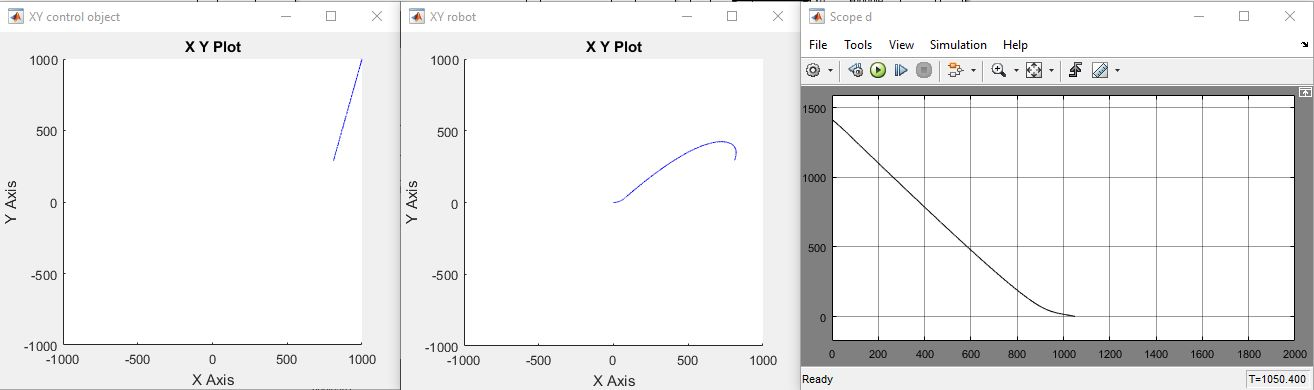 XY control object
X Y Plot
1000
500
0
-500
-1000
-1000
-500
0
500
1000
X Axis
Y Axis
XY robot
X Y Plot
1000
500
0
-500
-1000
-1000
-500
0
500
1000
X Axis
Y Axis
Scope d
File Tools View Simulation Help
1500
1000
500
0
0 200 400 600 800 1000 1200 1400 1600 1800 2000
Ready
T=1050.400